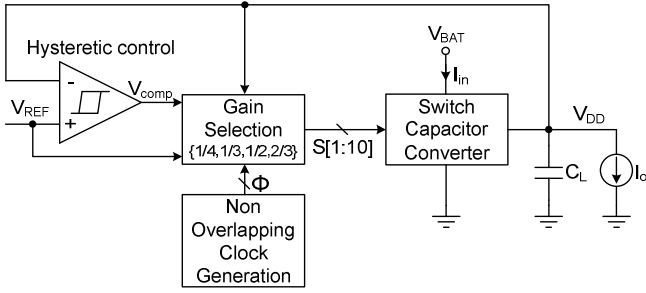 Hysteretic control
V_BAT
I_in
-
V_REF
+
V_comp
Gain
Selection
{1/4,1/3,1/2,2/3}
S[1:10]
Switch
Capacitor
Converter
V_DD
C_L
I_o
Φ
Non
Overlapping
Clock
Generation